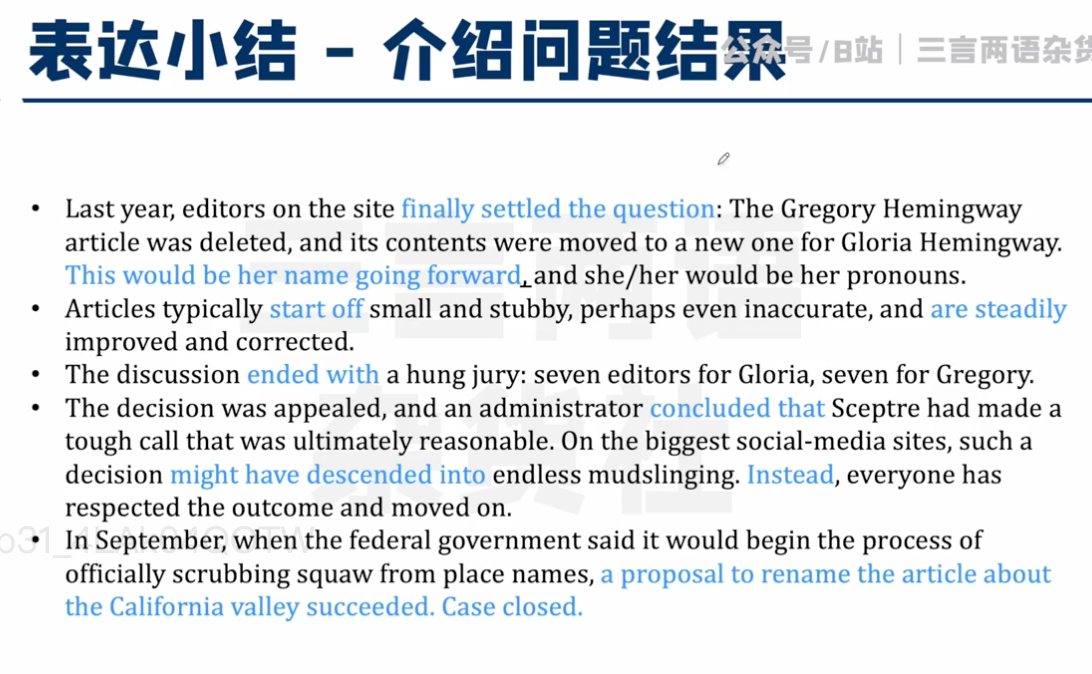 表达小结 - 介绍问题结果
公众号/B站｜三言两语杂货
• Last year, editors on the site finally settled the question: The Gregory Hemingway
article was deleted, and its contents were moved to a new one for Gloria Hemingway.
This would be her name going forward, and she/her would be her pronouns.
• Articles typically start off small and stubby, perhaps even inaccurate, and are steadily
improved and corrected.
• The discussion ended with a hung jury: seven editors for Gloria, seven for Gregory.
• The decision was appealed, and an administrator concluded that Sceptre had made a
tough call that was ultimately reasonable. On the biggest social-media sites, such a
decision might have descended into endless mudslinging. Instead, everyone has
respected the outcome and moved on.
• In September, when the federal government said it would begin the process of
officially scrubbing squaw from place names, a proposal to rename the article about
the California valley succeeded. Case closed.
三言两语
杂货社